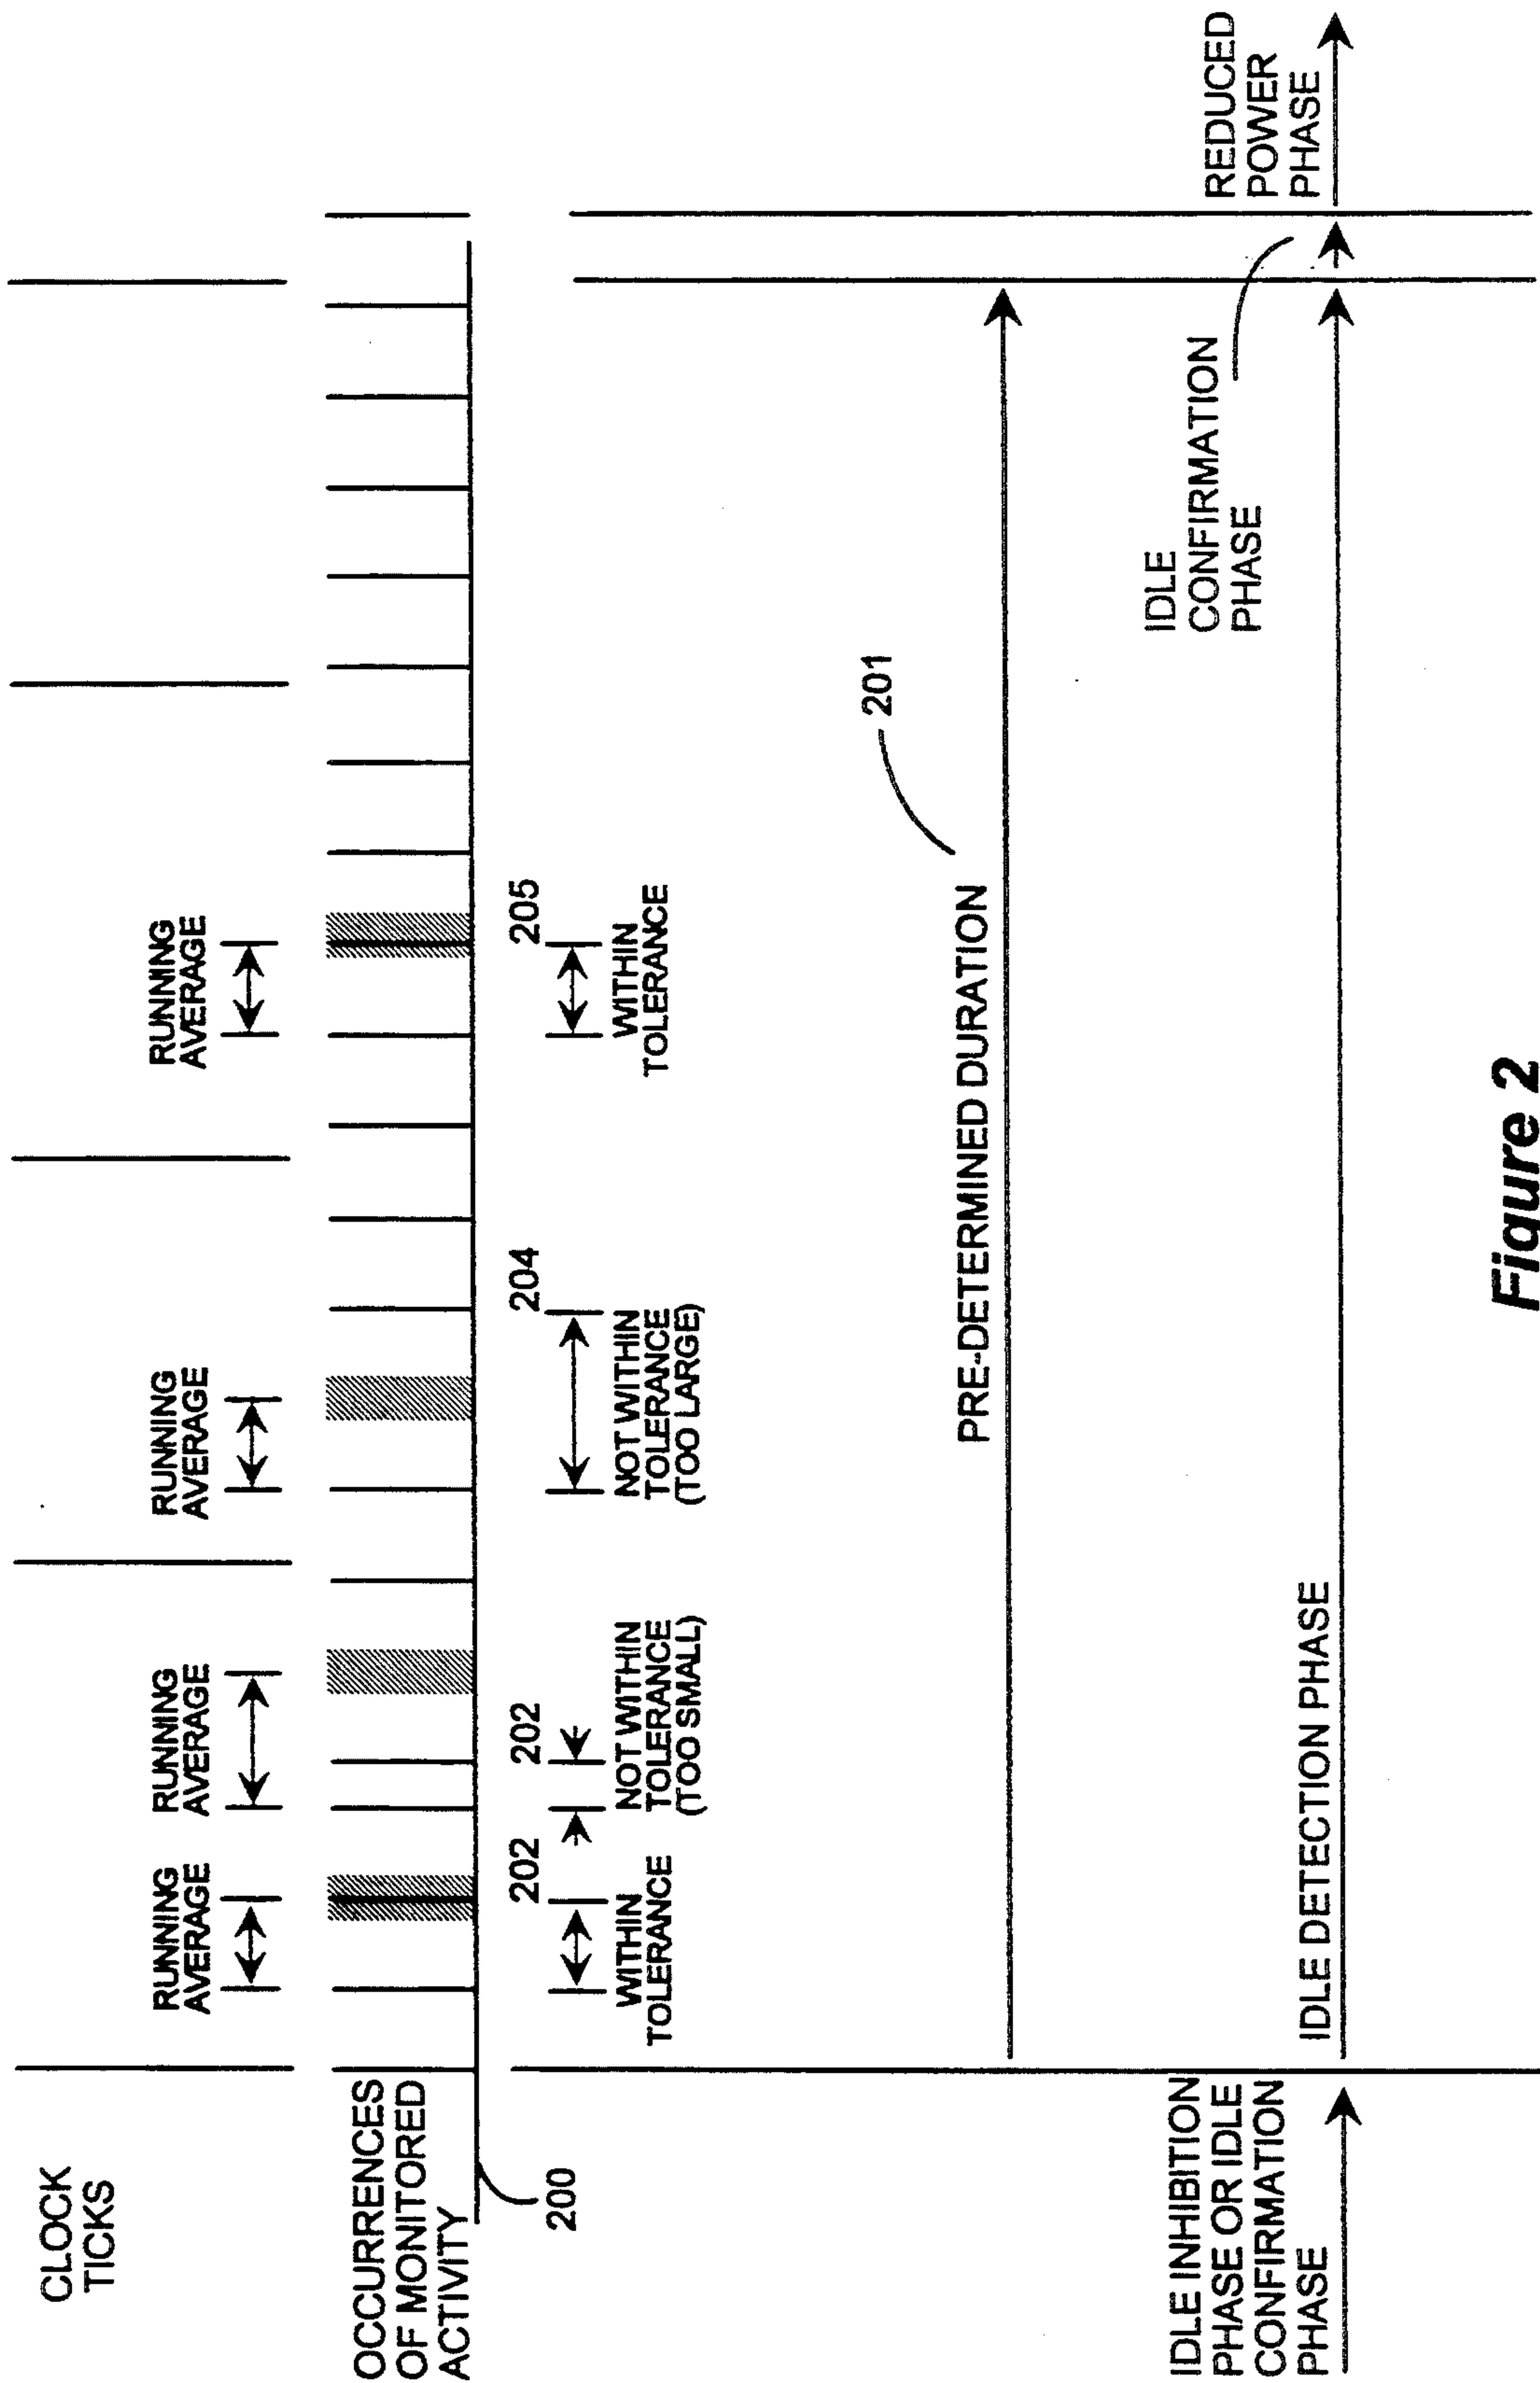 CLOCK
TICKS
RUNNING
AVERAGE
RUNNING
AVERAGE
RUNNING
AVERAGE
RUNNING
AVERAGE
OCCURRENCES
OF MONITORED
ACTIVITY
200
202
202
204
205
WITHIN
TOLERANCE
NOT WITHIN
TOLERANCE
(TOO SMALL)
NOT WITHIN
TOLERANCE
(TOO LARGE)
WITHIN
TOLERANCE
201
PRE-DETERMINED DURATION
IDLE INHIBITION
PHASE OR IDLE
CONFIRMATION
PHASE
IDLE DETECTION PHASE
IDLE
CONFIRMATION
PHASE
REDUCED
POWER
PHASE
Figure 2